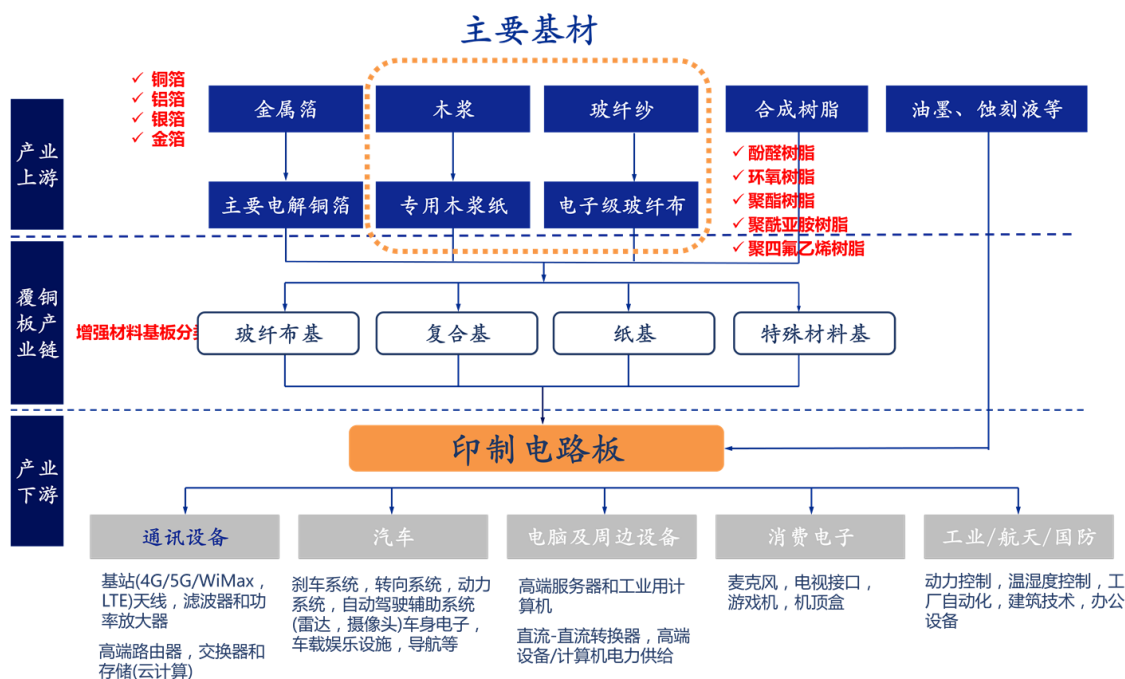 主要基材
✓ 铜箔
✓ 铝箔
✓ 银箔
✓ 金箔
产业
上游
金属箔
木浆
玻纤纱
合成树脂
油墨、蚀刻液等
✓ 酚醛树脂
✓ 环氧树脂
✓ 聚酯树脂
✓ 聚酰亚胺树脂
✓ 聚四氟乙烯树脂
主要电解铜箔
专用木浆纸
电子级玻纤布
覆铜
板产
业链
增强材料基板分
玻纤布基
复合基
纸基
特殊材料基
产业
下游
印制电路板
通讯设备
汽车
电脑及周边设备
消费电子
工业/航天/国防
基站(4G/5G/WiMax，
LTE)天线，滤波器和功
率放大器
高端路由器，交换器和
存储(云计算)
刹车系统，转向系统，动力
系统，自动驾驶辅助系统
(雷达，摄像头)车身电子，
车载娱乐设施，导航等
高端服务器和工业用计
算机
直流-直流转换器，高端
设备/计算机电力供给
麦克风，电视接口，
游戏机，机顶盒
动力控制，温湿度控制，工
厂自动化，建筑技术，办公
设备